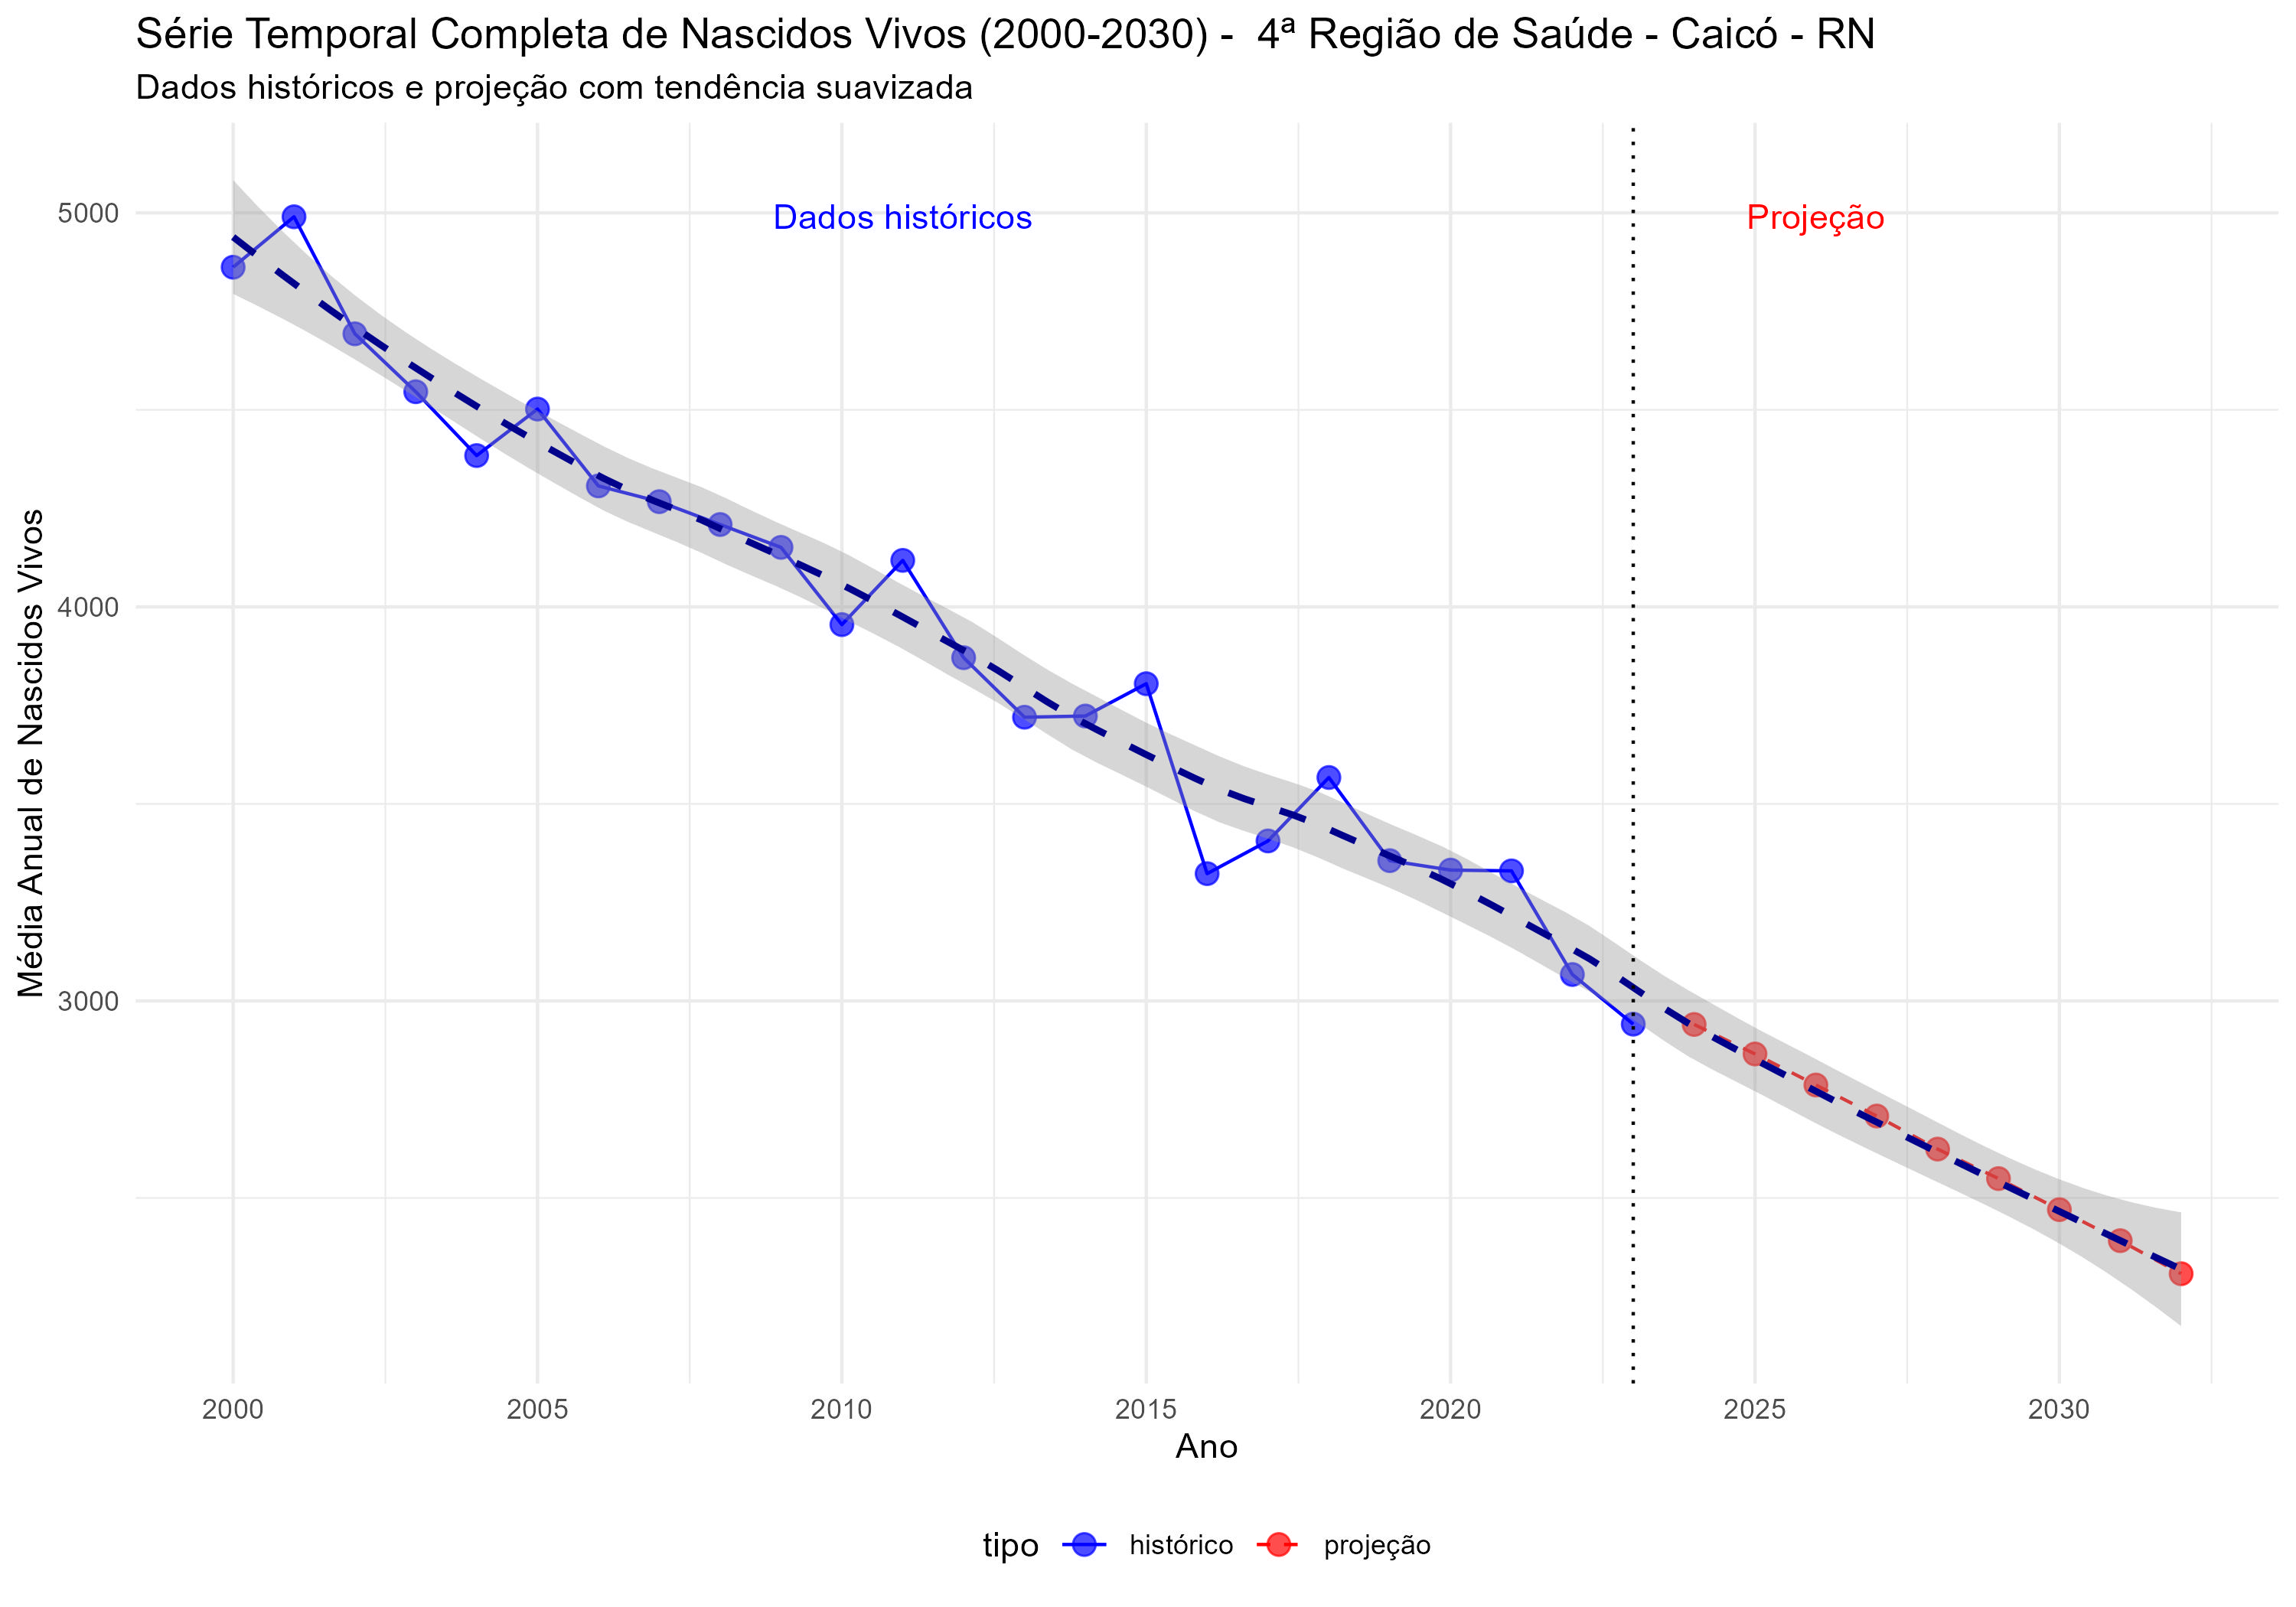 Série Temporal Completa de Nascidos Vivos (2000-2030) -  4ª Região de Saúde - Caicó - RN
Dados históricos e projeção com tendência suavizada
Média Anual de Nascidos Vivos
5000
4000
3000
Dados históricos
Projeção
2000
2005
2010
2015
2020
2025
2030
Ano
tipo
histórico
projeção